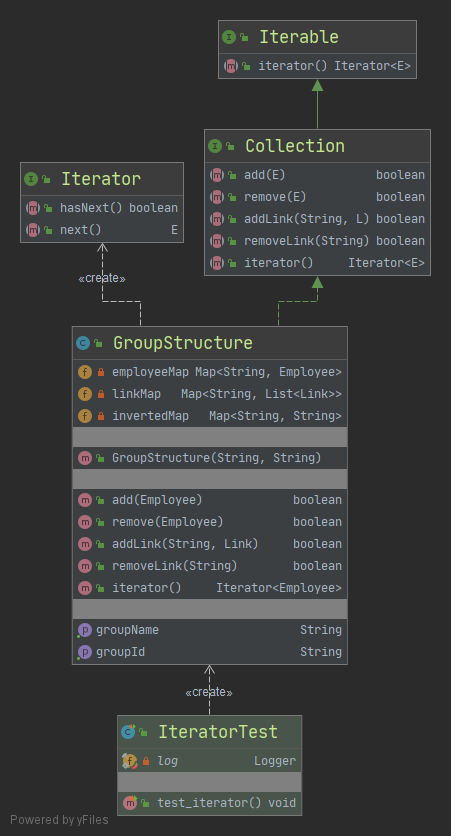 Iterable
iterator() Iterator<E>
Collection
add(E) boolean
remove(E) boolean
addLink(String, L) boolean
removeLink(String) boolean
iterator() Iterator<E>
Iterator
hasNext() boolean
next() E
«create»
GroupStructure
employeeMap Map<String, Employee>
linkMap Map<String, List<Link>>
invertedMap Map<String, String>
GroupStructure(String, String)
add(Employee) boolean
remove(Employee) boolean
addLink(String, Link) boolean
removeLink(String) boolean
iterator() Iterator<Employee>
groupName String
groupId String
«create»
IteratorTest
log Logger
test_iterator() void
Powered by yFiles